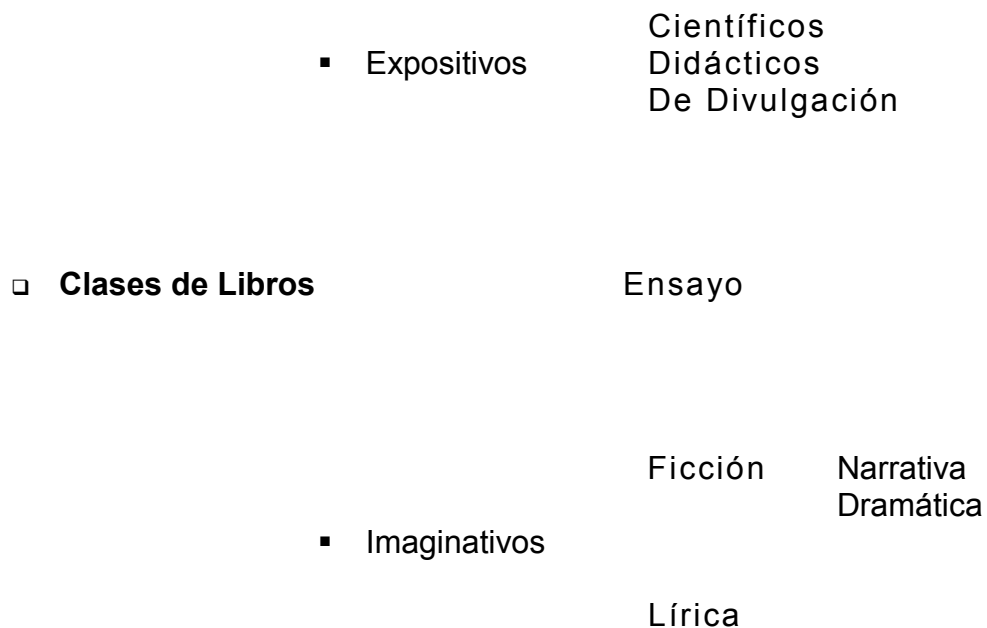 Científicos
▪ Expositivos Didácticos
De Divulgación
❑ Clases de Libros Ensayo
Ficción Narrativa
Dramática
▪ Imaginativos
Lírica